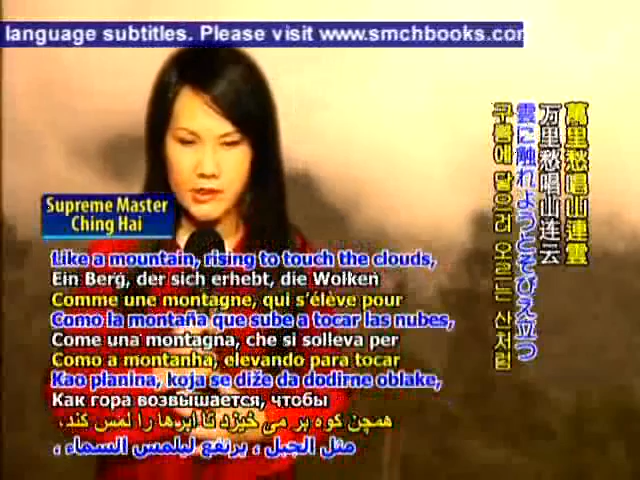 language subtitles. Please visit www.smchbooks.com
Supreme Master
Ching Hai
Like a mountain, rising to touch the clouds,
Ein Berg, der sich erhebt, die Wolken
Comme une montagne, qui s'élève pour
Como la montaña que sube a tocar las nubes,
Come una montagna, che si solleva per
Como a montanha, elevando para tocar
Kao planina, koja se diže da dodirne oblake,
Как гора возвышается, чтобы
همچن کوه بر می خیزد تا ابرها را لمس کند،
مثل الجبل ، يرتفع ليلمس السماء ،
萬里愁唱山連雲
万里愁唱山连云
雲に触れようとそびえ立つ
구름에 닿으려 오르는 산처럼